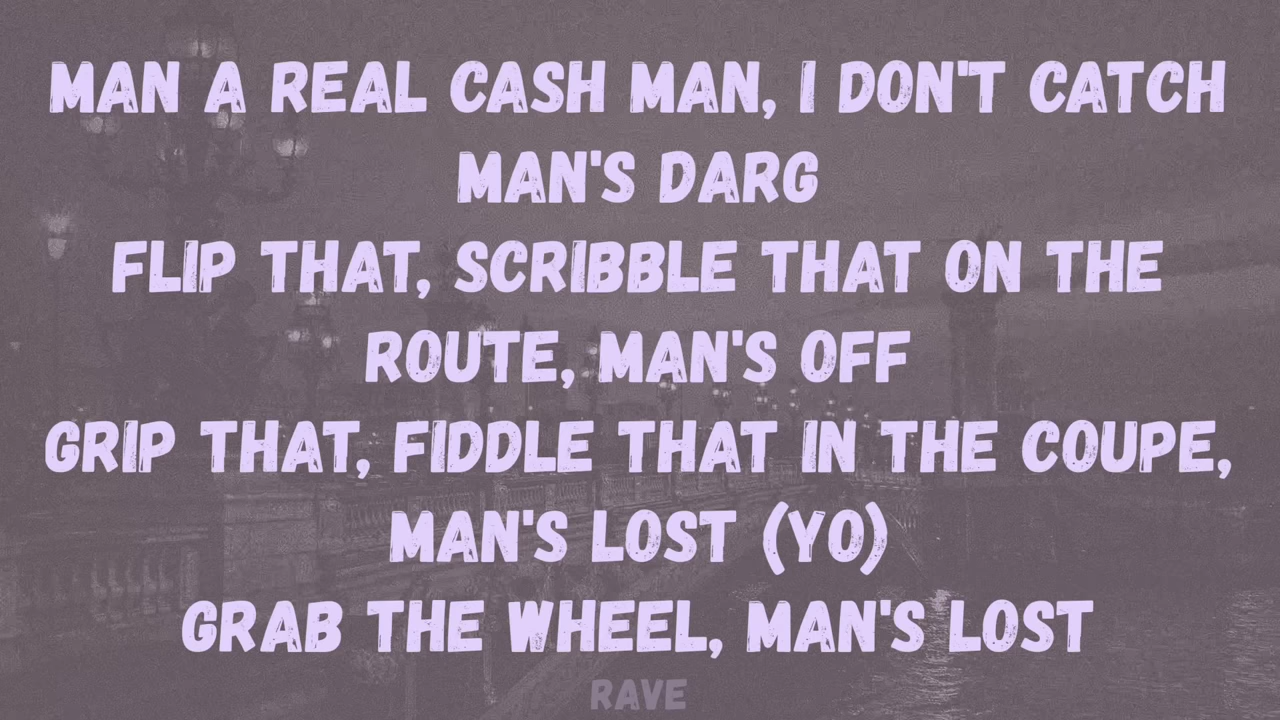 MAN A REAL CASH MAN, I DON'T CATCH
MAN'S DARG
FLIP THAT, SCRIBBLE THAT ON THE
ROUTE, MAN'S OFF
GRIP THAT, FIDDLE THAT IN THE COUPE,
MAN'S LOST (YO)
GRAB THE WHEEL, MAN'S LOST
RAVE